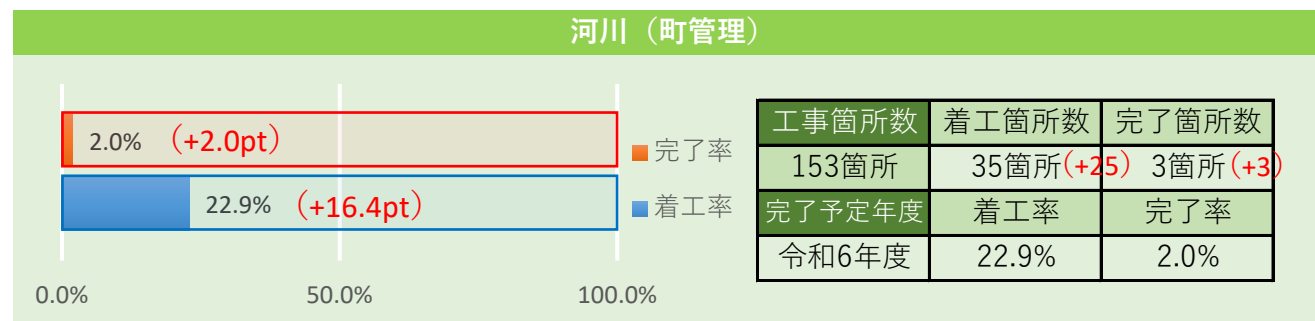 河川（町管理）
2.0% （+2.0pt）
22.9% （+16.4pt）
■完了率
■着工率
0.0% 50.0% 100.0%
工事箇所数 着工箇所数 完了箇所数
153箇所 35箇所（+25） 3箇所（+3）
完了予定年度 着工率 完了率
令和6年度 22.9% 2.0%